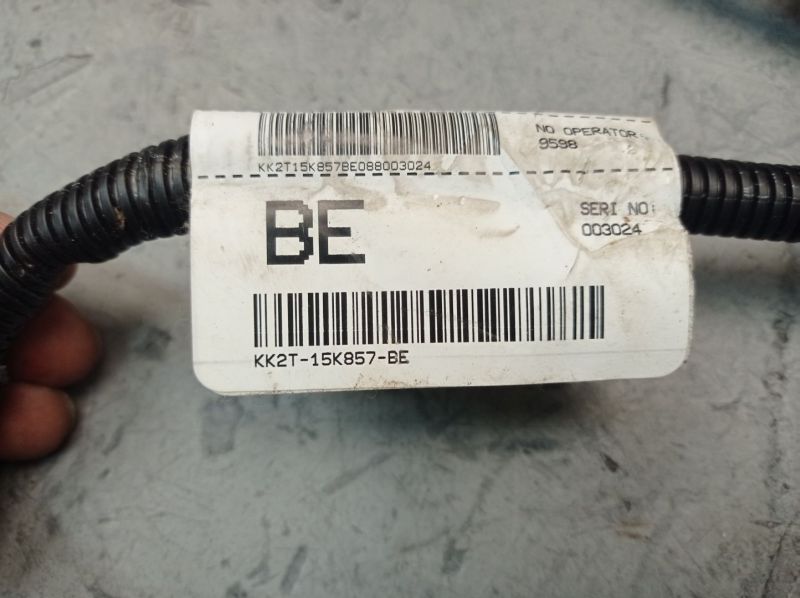 NO OPERATOR:
9598
KK2T15K857BE088003024
BE
SERI NO:
003024
KK2T-15K857-BE